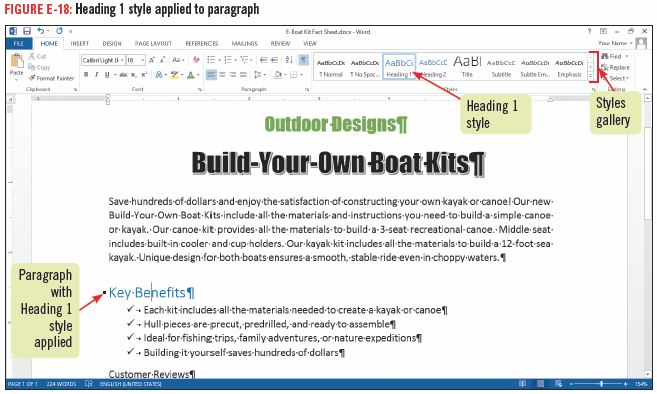 FIGURE E-18: Heading 1 style applied to paragraph
E-Boat Kit Fact Sheet.docx - Word
FILE HOME INSERT DESIGN PAGE LAYOUT REFERENCES MAILINGS REVIEW VIEW Your Name
Paste
Cut
Copy
Format Painter
Clipboard
Calibri Light 16
Font
Paragraph
AaBbCcDc AaBbCcDc AaBbCc AaBbCcC AaBl AaBbCcC AaBbCcDc AaBbCcDc
¶ Normal ¶ No Spac... Heading 1 Heading 2 Title Subtitle Subtle Em... Emphasis
Styles
Find
Replace
Select
Editing
Heading 1
style
Styles
gallery
Outdoor·Designs¶
Build·Your·Own·Boat·Kits¶
Save·hundreds·of·dollars·and·enjoy·the·satisfaction·of·constructing·your·own·kayak·or·canoe!·Our·new·
Build-Your-Own·Boat·Kits·include·all·the·materials·and·instructions·you·need·to·build·a·simple·canoe·
or·kayak.·Our·canoe·kit·provides·all·the·materials·to·build·a·3-seat·recreational·canoe.·Middle·seat·
includes·built-in·cooler·and·cup·holders.·Our·kayak·kit·includes·all·the·materials·to·build·a·12-foot·sea·
kayak.·Unique·design·for·both·boats·ensures·a·smooth,·stable·ride·even·in·choppy·waters.¶
Paragraph
with
Heading 1
style
applied
Key·Benefits¶
✓→Each·kit·includes·all·the·materials·needed·to·create·a·kayak·or·canoe¶
✓→Hull·pieces·are·precut,·predrilled,·and·ready·to·assemble¶
✓→Ideal·for·fishing·trips,·family·adventures,·or·nature·expeditions¶
✓→Building·it·yourself·saves·hundreds·of·dollars¶
Customer·Reviews¶
PAGE 1 OF 1 224 WORDS ENGLISH (UNITED STATES) 154%